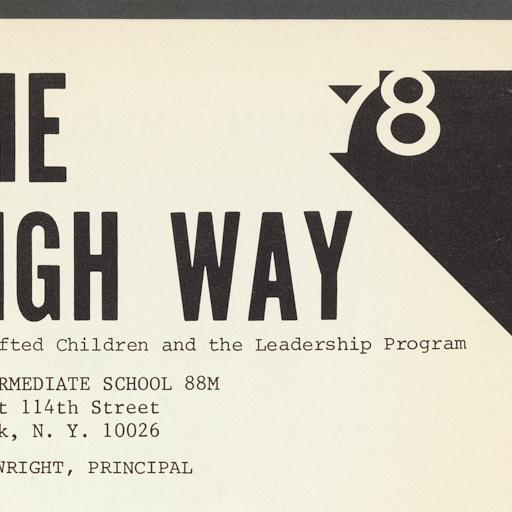 HE
78
IGH WAY
fted Children and the Leadership Program
RMEDIATE SCHOOL 88M
t 114th Street
k, N. Y. 10026
WRIGHT, PRINCIPAL